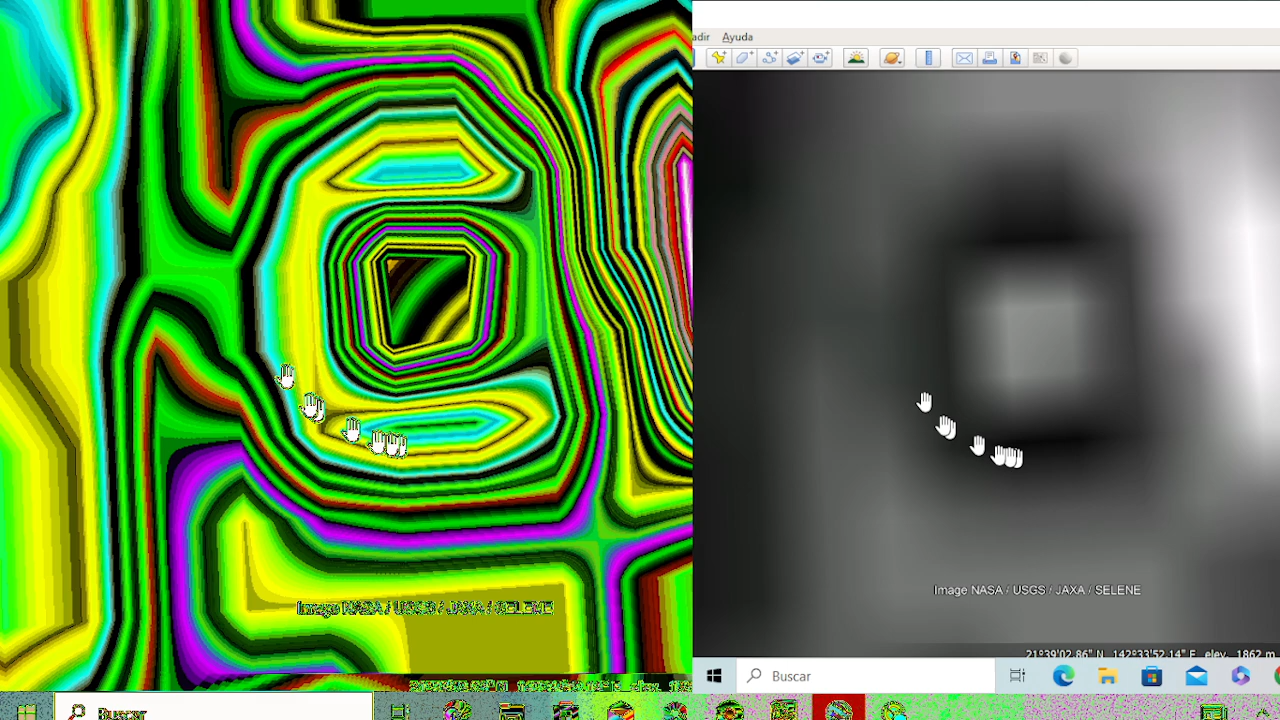 adir Ayuda
Image NASA / USGS / JAXA / SELENE
Image NASA / USGS / JAXA / SELENE
21°39'02.86" N 142°33'52.14" E elev. 1862 m
Buscar
Buscar